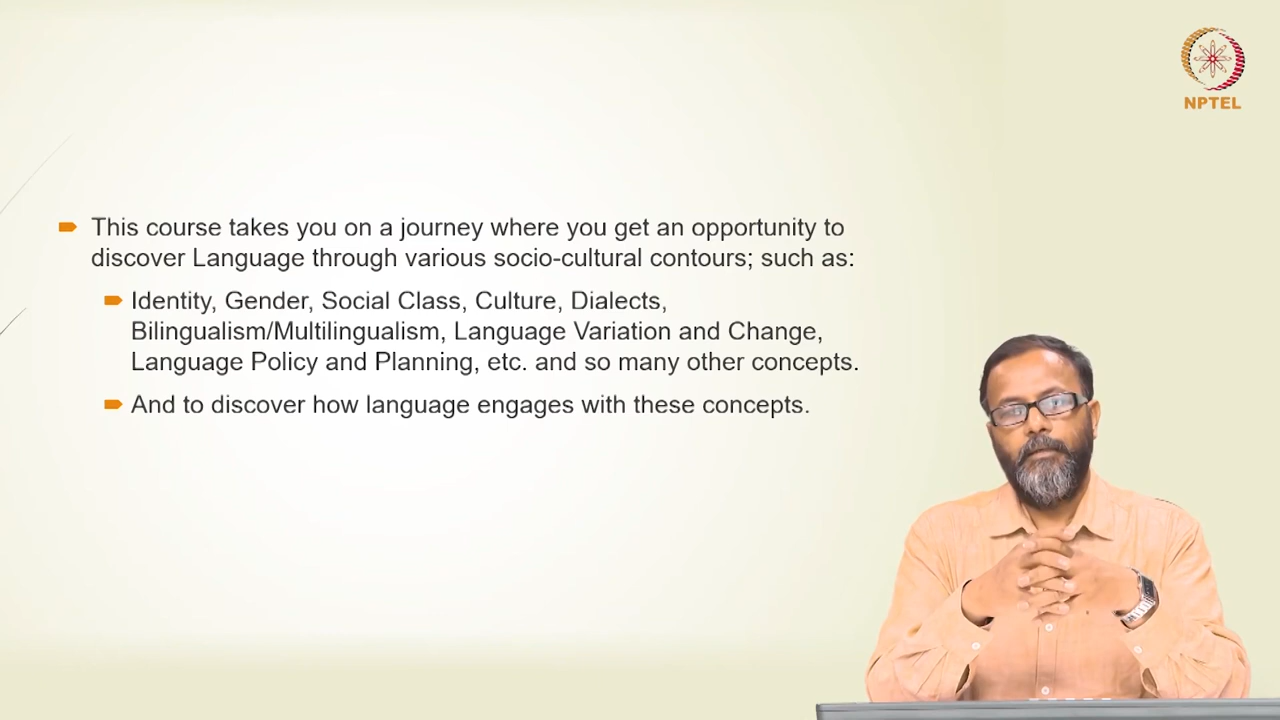 NPTEL
This course takes you on a journey where you get an opportunity to
discover Language through various socio-cultural contours; such as:
Identity, Gender, Social Class, Culture, Dialects,
Bilingualism/Multilingualism, Language Variation and Change,
Language Policy and Planning, etc. and so many other concepts.
And to discover how language engages with these concepts.